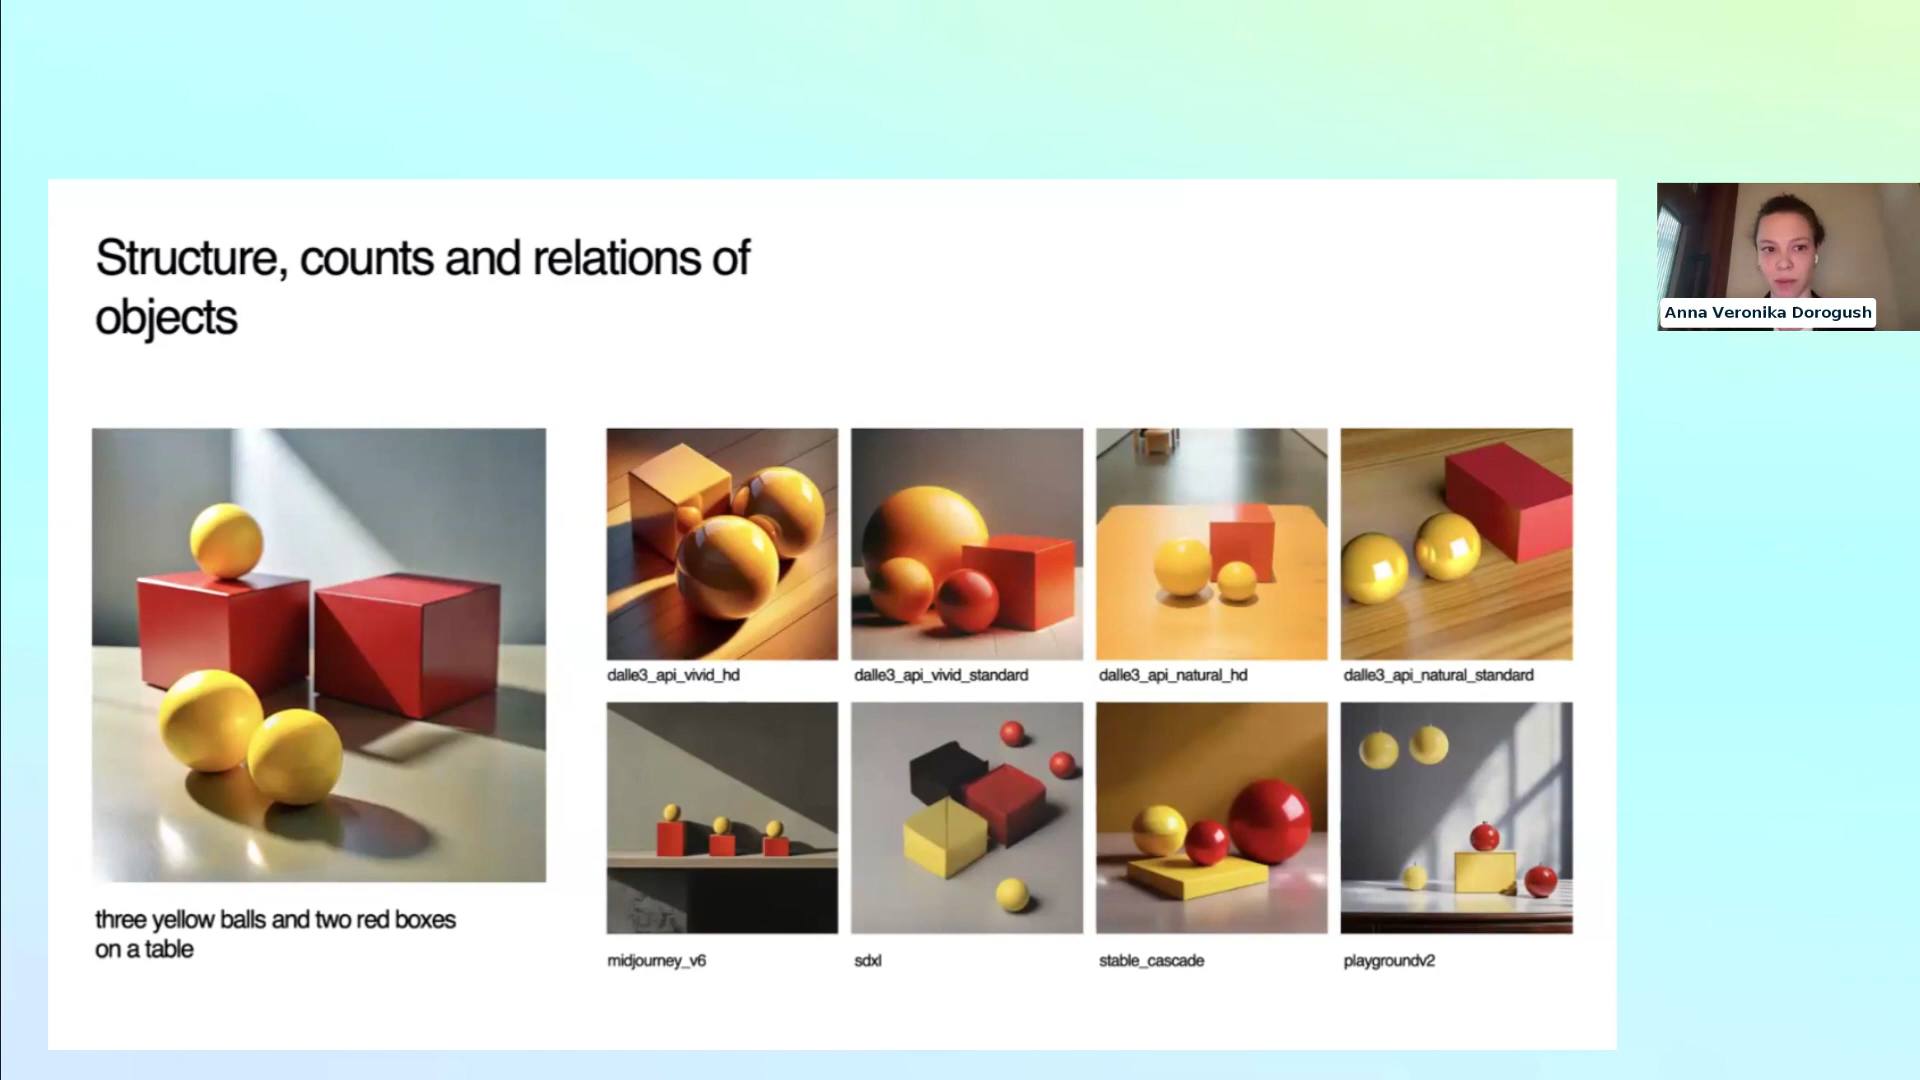 Structure, counts and relations of
objects
Anna Veronika Dorogush
dalle3_api_vivid_hd
dalle3_api_vivid_standard
dalle3_api_natural_hd
dalle3_api_natural_standard
three yellow balls and two red boxes
on a table
midjourney_v6
sdxl
stable_cascade
playgroundv2